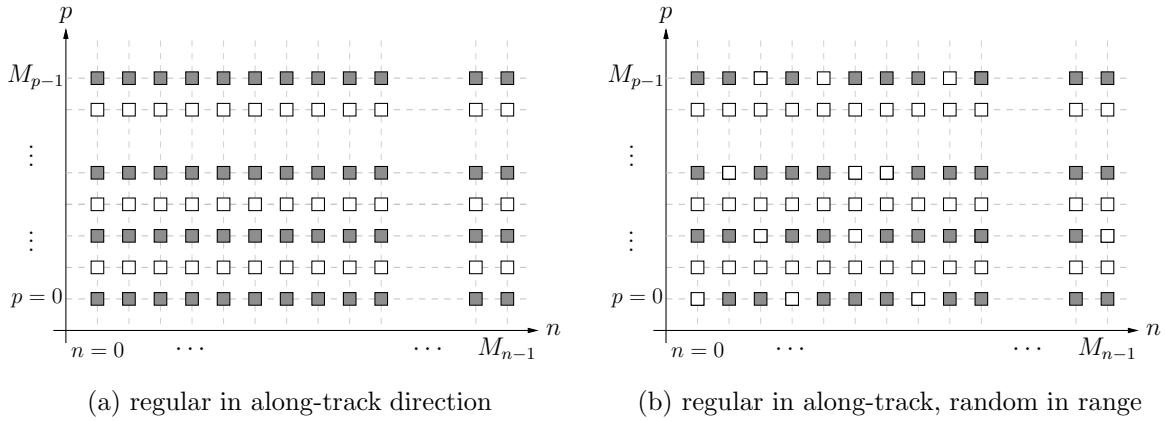 p
M_{p−1}
⋮
⋮
p = 0
n
n = 0
⋯
⋯
M_{n−1}
(a) regular in along-track direction
p
M_{p−1}
⋮
⋮
p = 0
n
n = 0
⋯
⋯
M_{n−1}
(b) regular in along-track, random in range